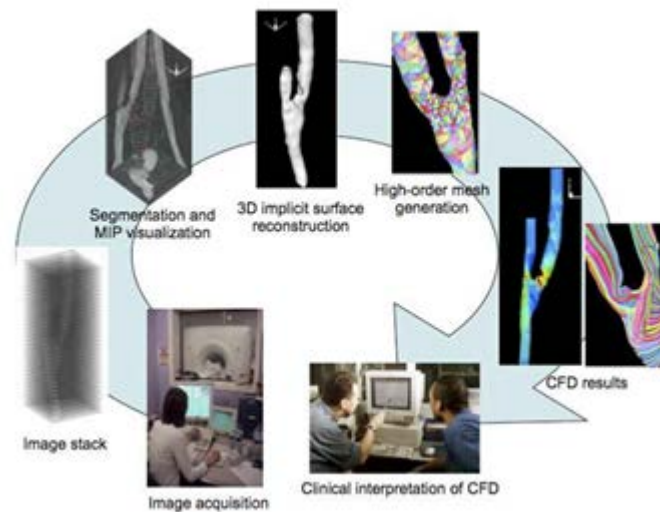 Segmentation and
MIP visualization
3D implicit surface
reconstruction
High-order mesh
generation
CFD results
Image stack
Image acquisition
Clinical interpretation of CFD